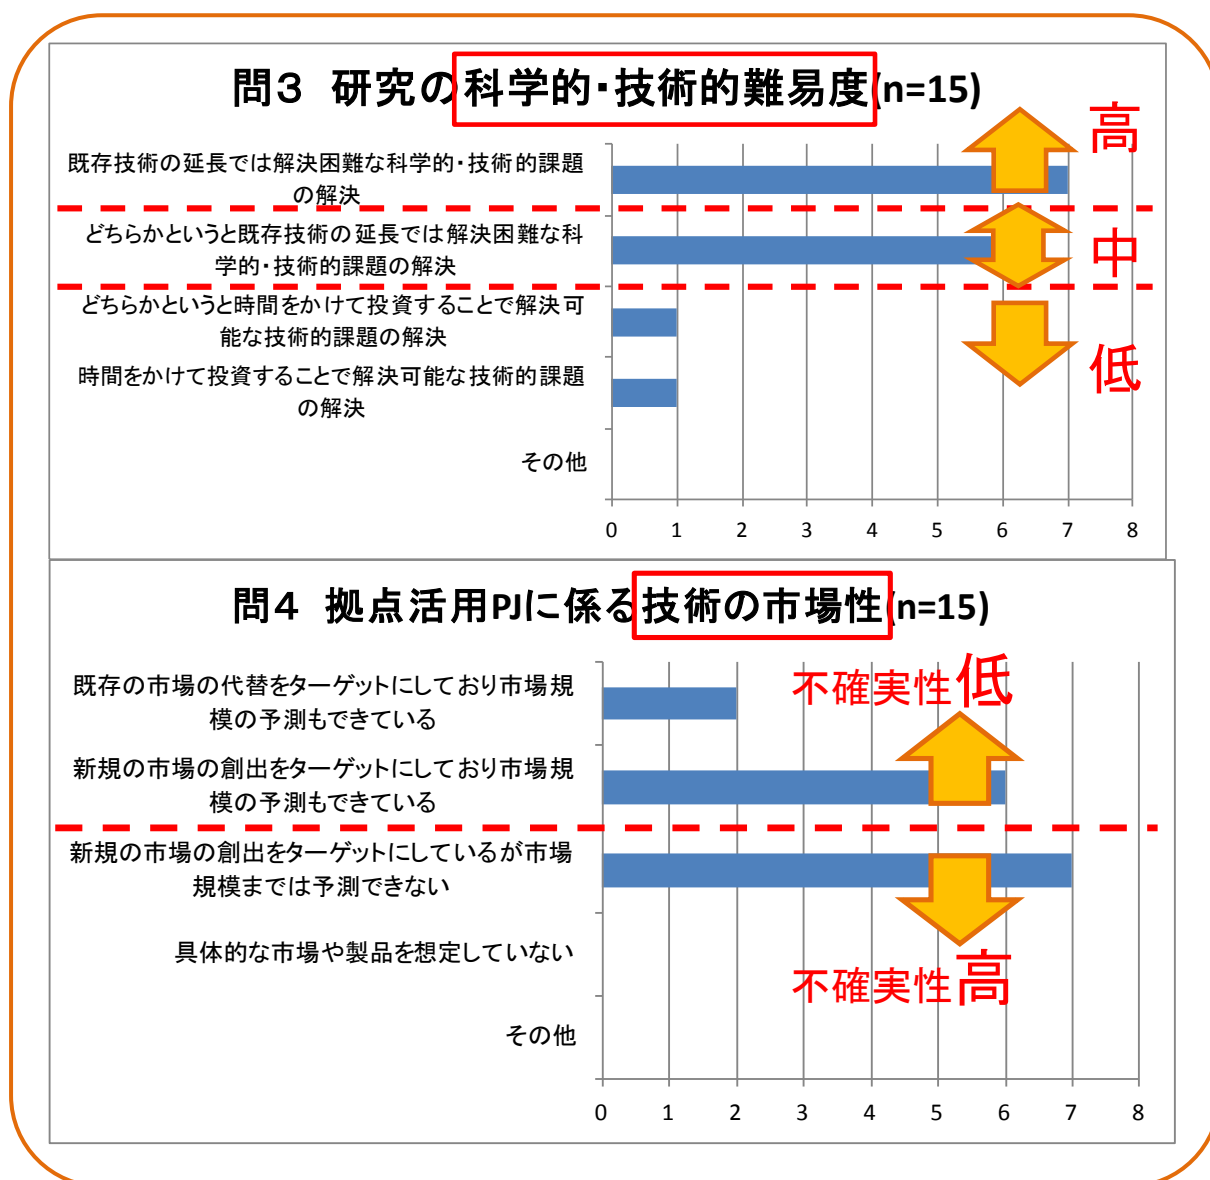 問3 研究の科学的・技術的難易度(n=15)
高
既存技術の延長では解決困難な科学的・技術的課題
の解決
どちらかというと既存技術の延長では解決困難な科
学的・技術的課題の解決
中
どちらかというと時間をかけて投資することで解決可
能な技術的課題の解決
低
時間をかけて投資することで解決可能な技術的課題
の解決
その他
0 1 2 3 4 5 6 7 8
問4 拠点活用PJに係る技術の市場性(n=15)
不確実性低
既存の市場の代替をターゲットにしており市場規
模の予測もできている
新規の市場の創出をターゲットにしており市場規
模の予測もできている
新規の市場の創出をターゲットにしているが市場
規模までは予測できない
具体的な市場や製品を想定していない
不確実性高
その他
0 1 2 3 4 5 6 7 8